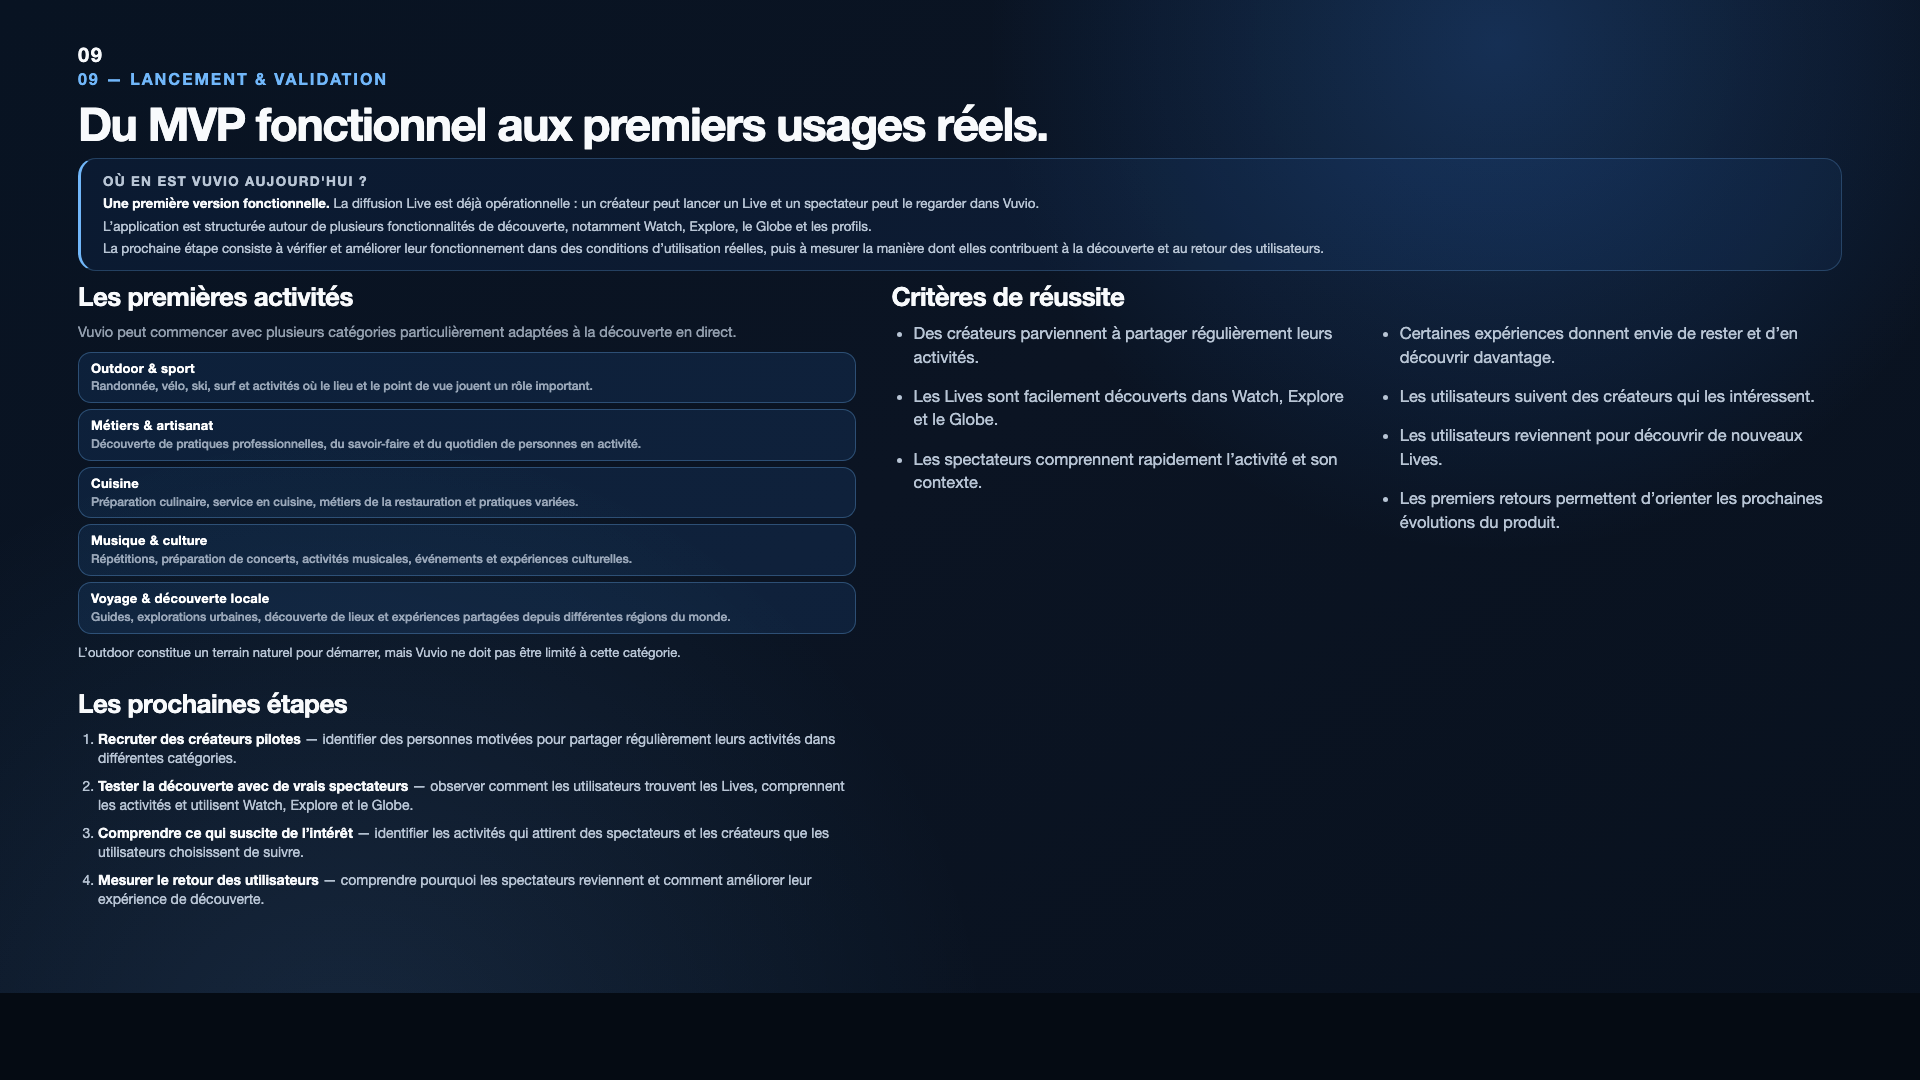 09
09 — LANCEMENT & VALIDATION
Du MVP fonctionnel aux premiers usages réels.
OÙ EN EST VUVIO AUJOURD'HUI ?
Une première version fonctionnelle. La diffusion Live est déjà opérationnelle : un créateur peut lancer un Live et un spectateur peut le regarder dans Vuvio.
L’application est structurée autour de plusieurs fonctionnalités de découverte, notamment Watch, Explore, le Globe et les profils.
La prochaine étape consiste à vérifier et améliorer leur fonctionnement dans des conditions d’utilisation réelles, puis à mesurer la manière dont elles contribuent à la découverte et au retour des utilisateurs.
Les premières activités
Vuvio peut commencer avec plusieurs catégories particulièrement adaptées à la découverte en direct.
Outdoor & sport
Randonnée, vélo, ski, surf et activités où le lieu et le point de vue jouent un rôle important.
Métiers & artisanat
Découverte de pratiques professionnelles, du savoir-faire et du quotidien de personnes en activité.
Cuisine
Préparation culinaire, service en cuisine, métiers de la restauration et pratiques variées.
Musique & culture
Répétitions, préparation de concerts, activités musicales, événements et expériences culturelles.
Voyage & découverte locale
Guides, explorations urbaines, découverte de lieux et expériences partagées depuis différentes régions du monde.
L’outdoor constitue un terrain naturel pour démarrer, mais Vuvio ne doit pas être limité à cette catégorie.
Les prochaines étapes
1. Recruter des créateurs pilotes — identifier des personnes motivées pour partager régulièrement leurs activités dans
différentes catégories.
2. Tester la découverte avec de vrais spectateurs — observer comment les utilisateurs trouvent les Lives, comprennent
les activités et utilisent Watch, Explore et le Globe.
3. Comprendre ce qui suscite de l’intérêt — identifier les activités qui attirent des spectateurs et les créateurs que les
utilisateurs choisissent de suivre.
4. Mesurer le retour des utilisateurs — comprendre pourquoi les spectateurs reviennent et comment améliorer leur
expérience de découverte.
Critères de réussite
• Des créateurs parviennent à partager régulièrement leurs
activités.
• Les Lives sont facilement découverts dans Watch, Explore
et le Globe.
• Les spectateurs comprennent rapidement l’activité et son
contexte.
• Certaines expériences donnent envie de rester et d’en
découvrir davantage.
• Les utilisateurs suivent des créateurs qui les intéressent.
• Les utilisateurs reviennent pour découvrir de nouveaux
Lives.
• Les premiers retours permettent d’orienter les prochaines
évolutions du produit.